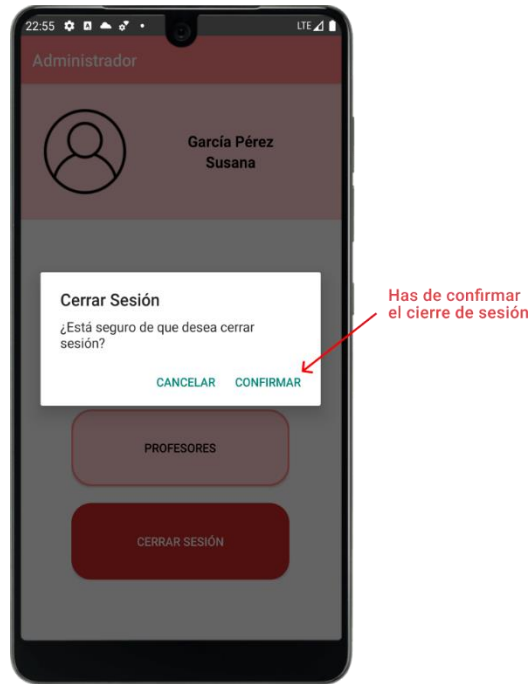 22:55 LTE
Administrador
García Pérez
Susana
Cerrar Sesión
¿Está seguro de que desea cerrar
sesión?
CANCELAR CONFIRMAR
Has de confirmar
el cierre de sesión
PROFESORES
CERRAR SESIÓN